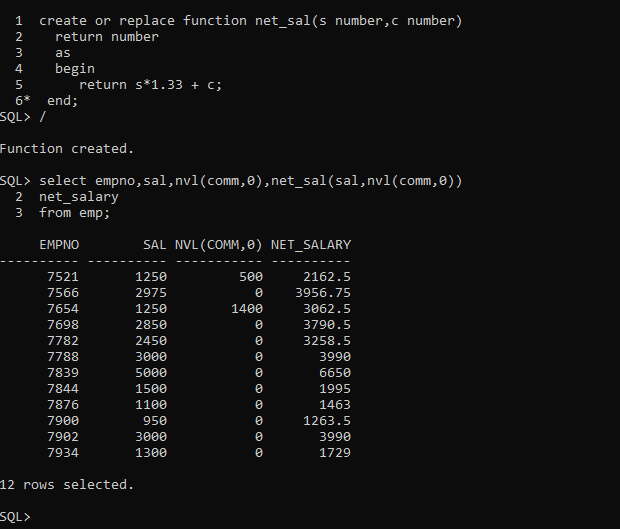 1 create or replace function net_sal(s number,c number)
2 return number
3 as
4 begin
5 return s*1.33 + c;
6* end;
SQL> /
Function created.
SQL> select empno,sal,nvl(comm,0),net_sal(sal,nvl(comm,0))
2 net_salary
3 from emp;
EMPNO SAL NVL(COMM,0) NET_SALARY
---------- ---------- ----------- ----------
7521 1250 500 2162.5
7566 2975 0 3956.75
7654 1250 1400 3062.5
7698 2850 0 3790.5
7782 2450 0 3258.5
7788 3000 0 3990
7839 5000 0 6650
7844 1500 0 1995
7876 1100 0 1463
7900 950 0 1263.5
7902 3000 0 3990
7934 1300 0 1729
12 rows selected.
SQL>